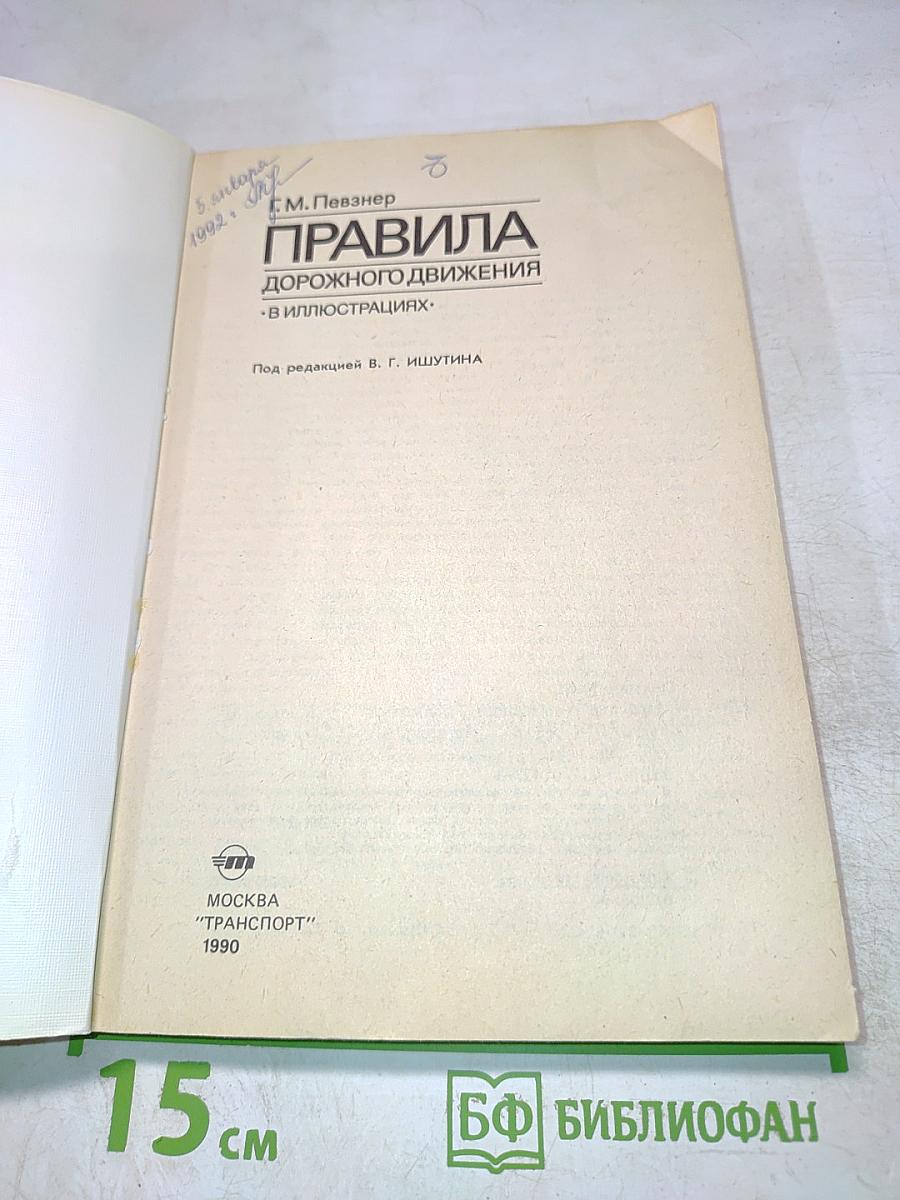 5 января
1992 г.
Г. М. Певзнер
ПРАВИЛА
ДОРОЖНОГО ДВИЖЕНИЯ
•В ИЛЛЮСТРАЦИЯХ•
Под редакцией В. Г. ИШУТИНА
т
МОСКВА
"ТРАНСПОРТ"
1990
15 см
БФ БИБЛИОФАН